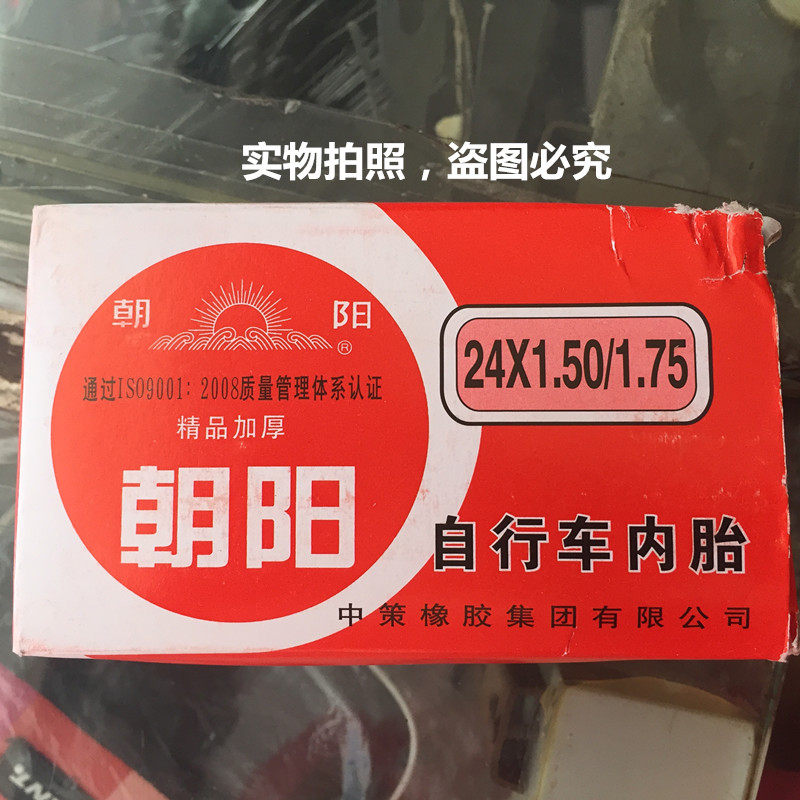 实物拍照，盗图必究
朝 阳
®
24X1.50/1.75
通过ISO9001：2008质量管理体系认证
精品加厚
朝阳
自行车内胎
中策橡胶集团有限公司
NT.